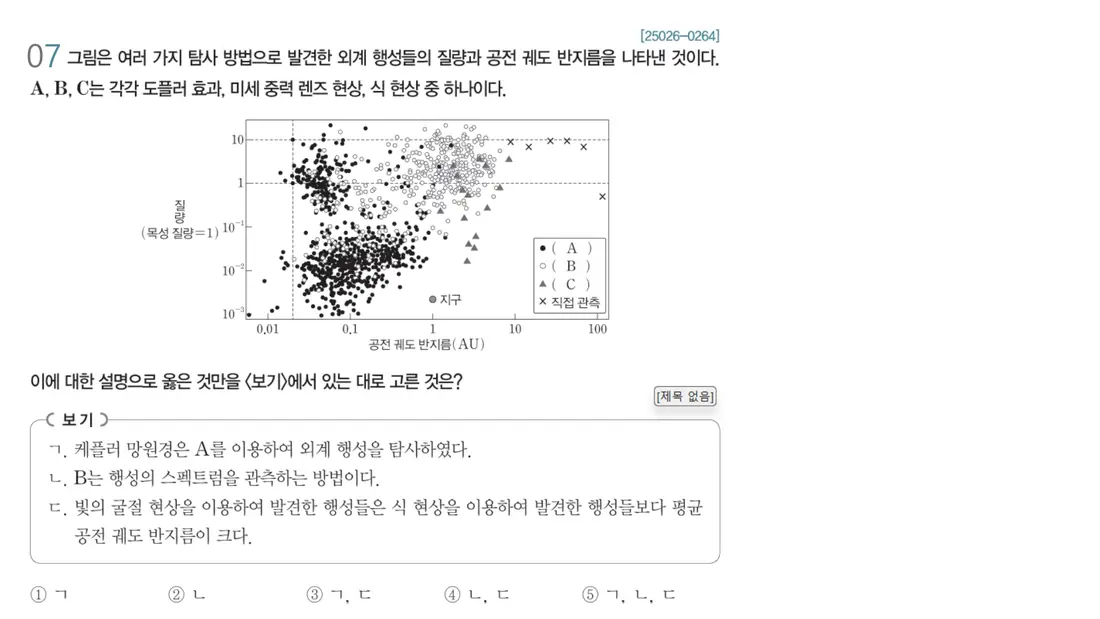 [25026-0264]
07 그림은 여러 가지 탐사 방법으로 발견한 외계 행성들의 질량과 공전 궤도 반지름을 나타낸 것이다.
A, B, C는 각각 도플러 효과, 미세 중력 렌즈 현상, 식 현상 중 하나이다.
질량
(목성 질량=1)
10
1
10⁻¹
10⁻²
10⁻³
● ( A )
○ ( B )
▲ ( C )
× 직접 관측
지구
0.01 0.1 1 10 100
공전 궤도 반지름(AU)
이에 대한 설명으로 옳은 것만을 〈보기〉에서 있는 대로 고른 것은?
[제목 없음]
보기
ㄱ. 케플러 망원경은 A를 이용하여 외계 행성을 탐사하였다.
ㄴ. B는 행성의 스펙트럼을 관측하는 방법이다.
ㄷ. 빛의 굴절 현상을 이용하여 발견한 행성들은 식 현상을 이용하여 발견한 행성들보다 평균
공전 궤도 반지름이 크다.
① ㄱ ② ㄴ ③ ㄱ, ㄷ ④ ㄴ, ㄷ ⑤ ㄱ, ㄴ, ㄷ